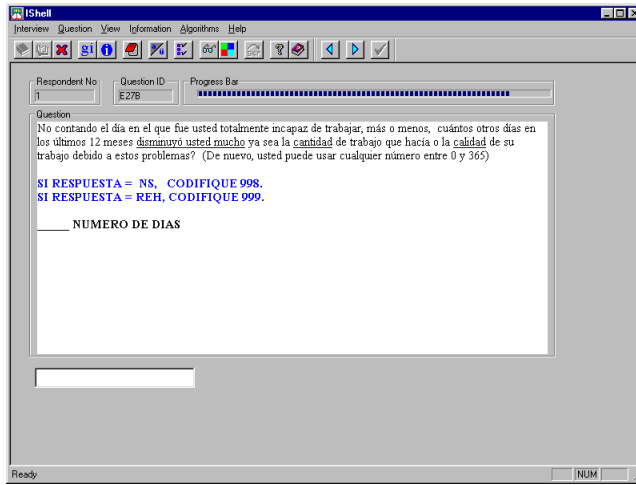 IShell
Interview Question View Information Algorithms Help
gi
Respondent No
Question ID
Progress Bar
1
E27B
Question
No contando el día en el que fue usted totalmente incapaz de trabajar, más o menos, cuántos otros días en
los últimos 12 meses disminuyó usted mucho ya sea la cantidad de trabajo que hacía o la calidad de su
trabajo debido a estos problemas? (De nuevo, usted puede usar cualquier número entre 0 y 365)
SI RESPUESTA = NS, CODIFIQUE 998.
SI RESPUESTA = REH, CODIFIQUE 999.
_____ NUMERO DE DIAS
Ready
NUM